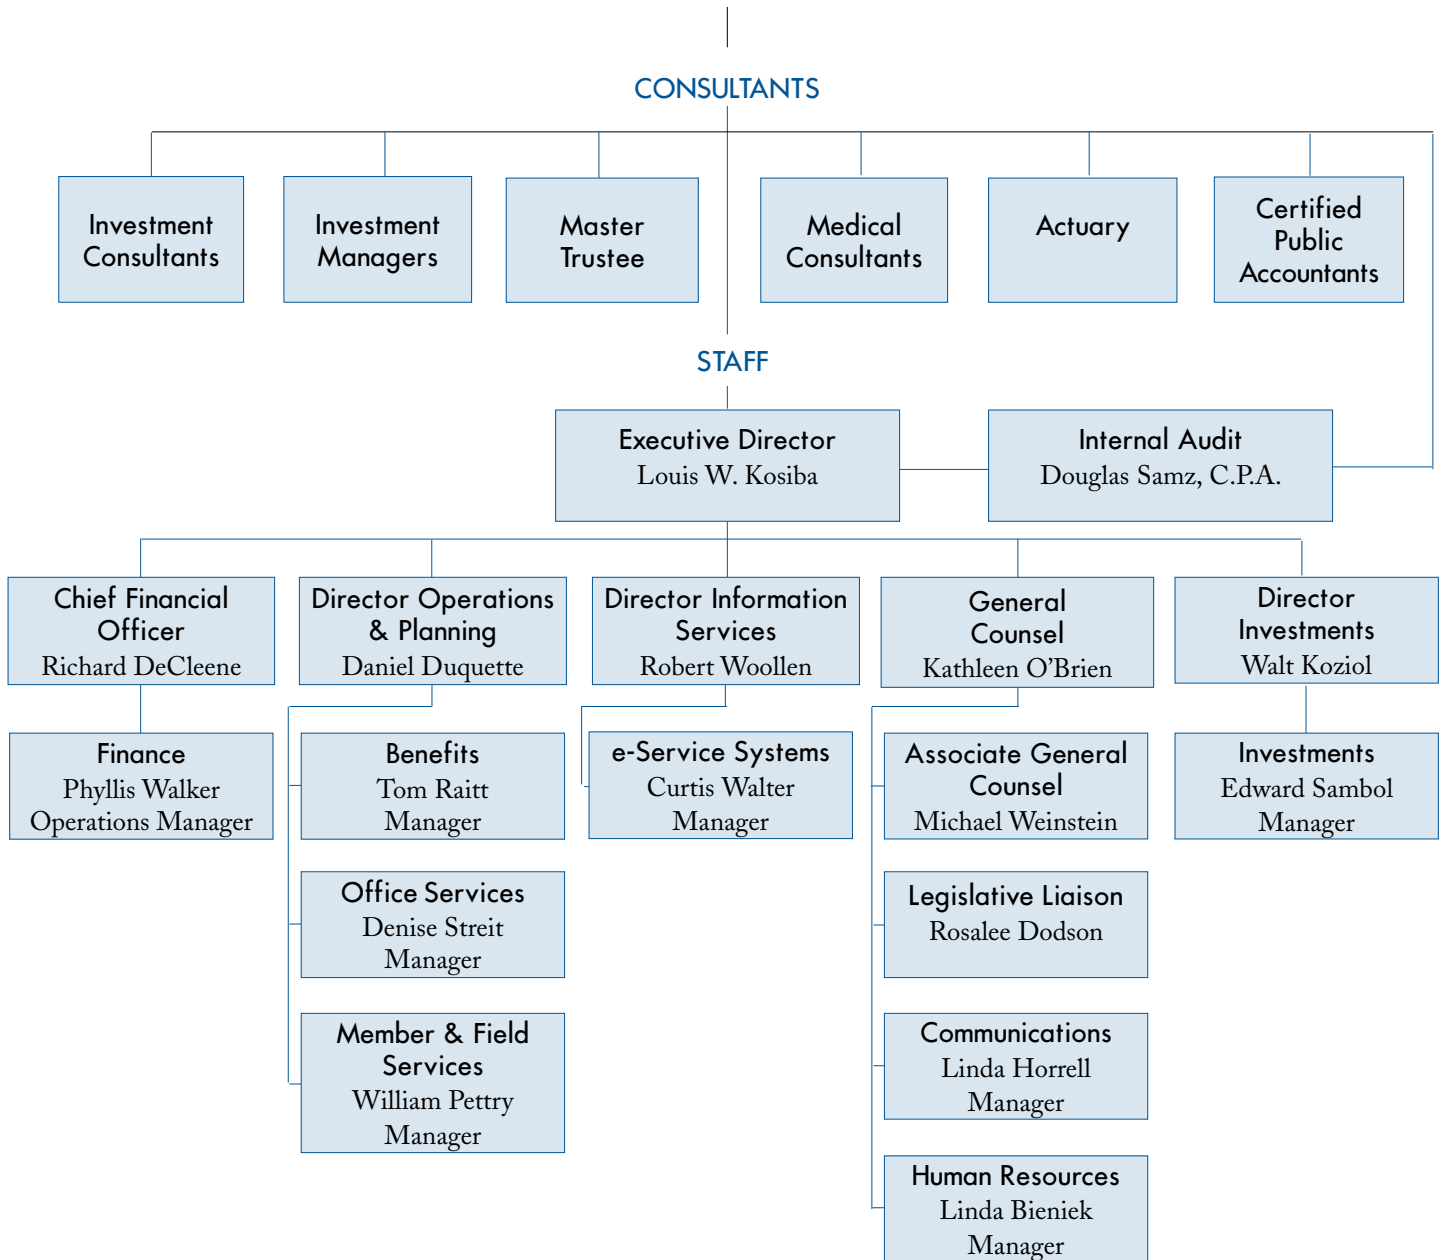 CONSULTANTS
Investment
Consultants
Investment
Managers
Master
Trustee
Medical
Consultants
Actuary
Certified
Public
Accountants
STAFF
Executive Director
Louis W. Kosiba
Internal Audit
Douglas Samz, C.P.A.
Chief Financial
Officer
Richard DeCleene
Director Operations
& Planning
Daniel Duquette
Director Information
Services
Robert Woollen
General
Counsel
Kathleen O'Brien
Director
Investments
Walt Koziol
Finance
Phyllis Walker
Operations Manager
Benefits
Tom Raitt
Manager
e-Service Systems
Curtis Walter
Manager
Associate General
Counsel
Michael Weinstein
Investments
Edward Sambol
Manager
Office Services
Denise Streit
Manager
Legislative Liaison
Rosalee Dodson
Member & Field
Services
William Pettry
Manager
Communications
Linda Horrell
Manager
Human Resources
Linda Bieniek
Manager